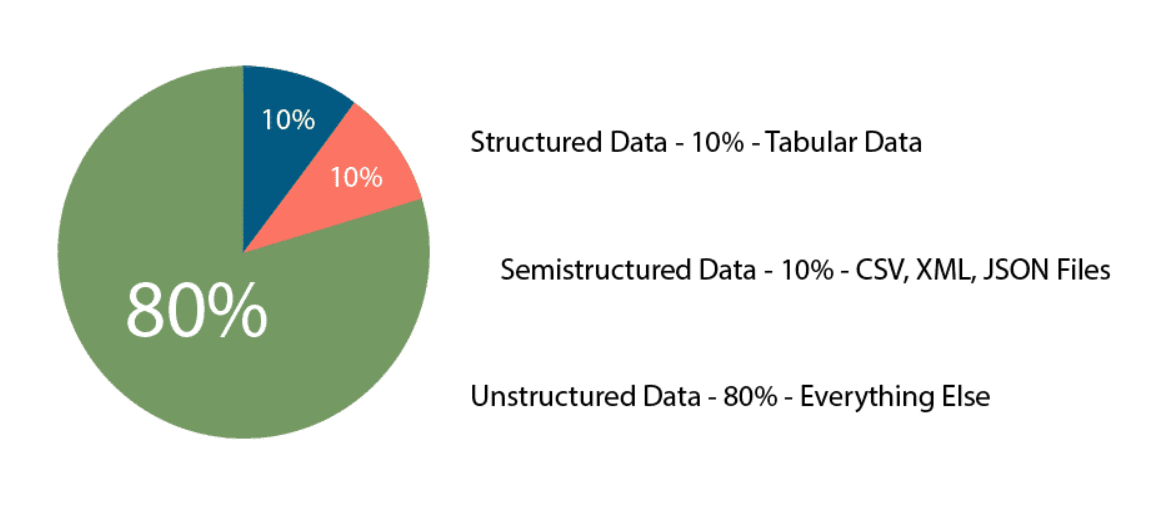 10%
10%
80%
Structured Data - 10% - Tabular Data
Semistructured Data - 10% - CSV, XML, JSON Files
Unstructured Data - 80% - Everything Else